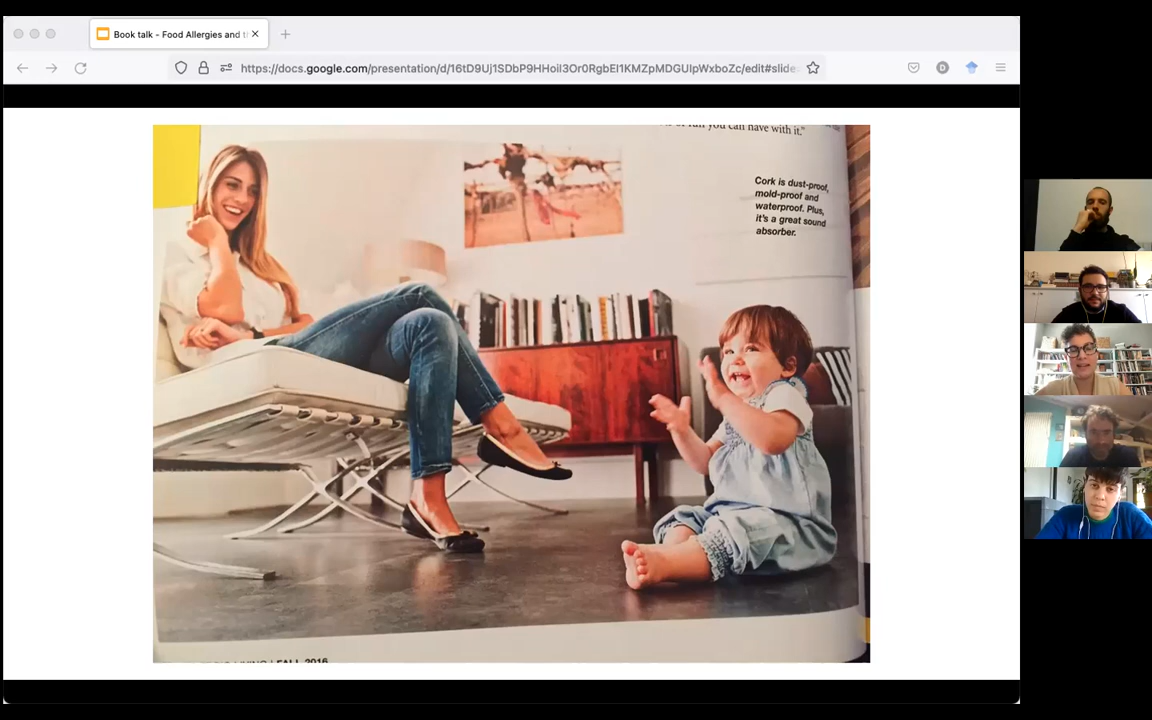 Book talk - Food Allergies and t
https://docs.google.com/presentation/d/16tD9Uj1SDbP9HHoil3Or0RgbEI1KMZpMDGUIpWxboZc/edit#slide
you can have with it."
Cork is dust-proof,
mold-proof and
waterproof. Plus,
it's a great sound
absorber.
LIVING | FALL 2016